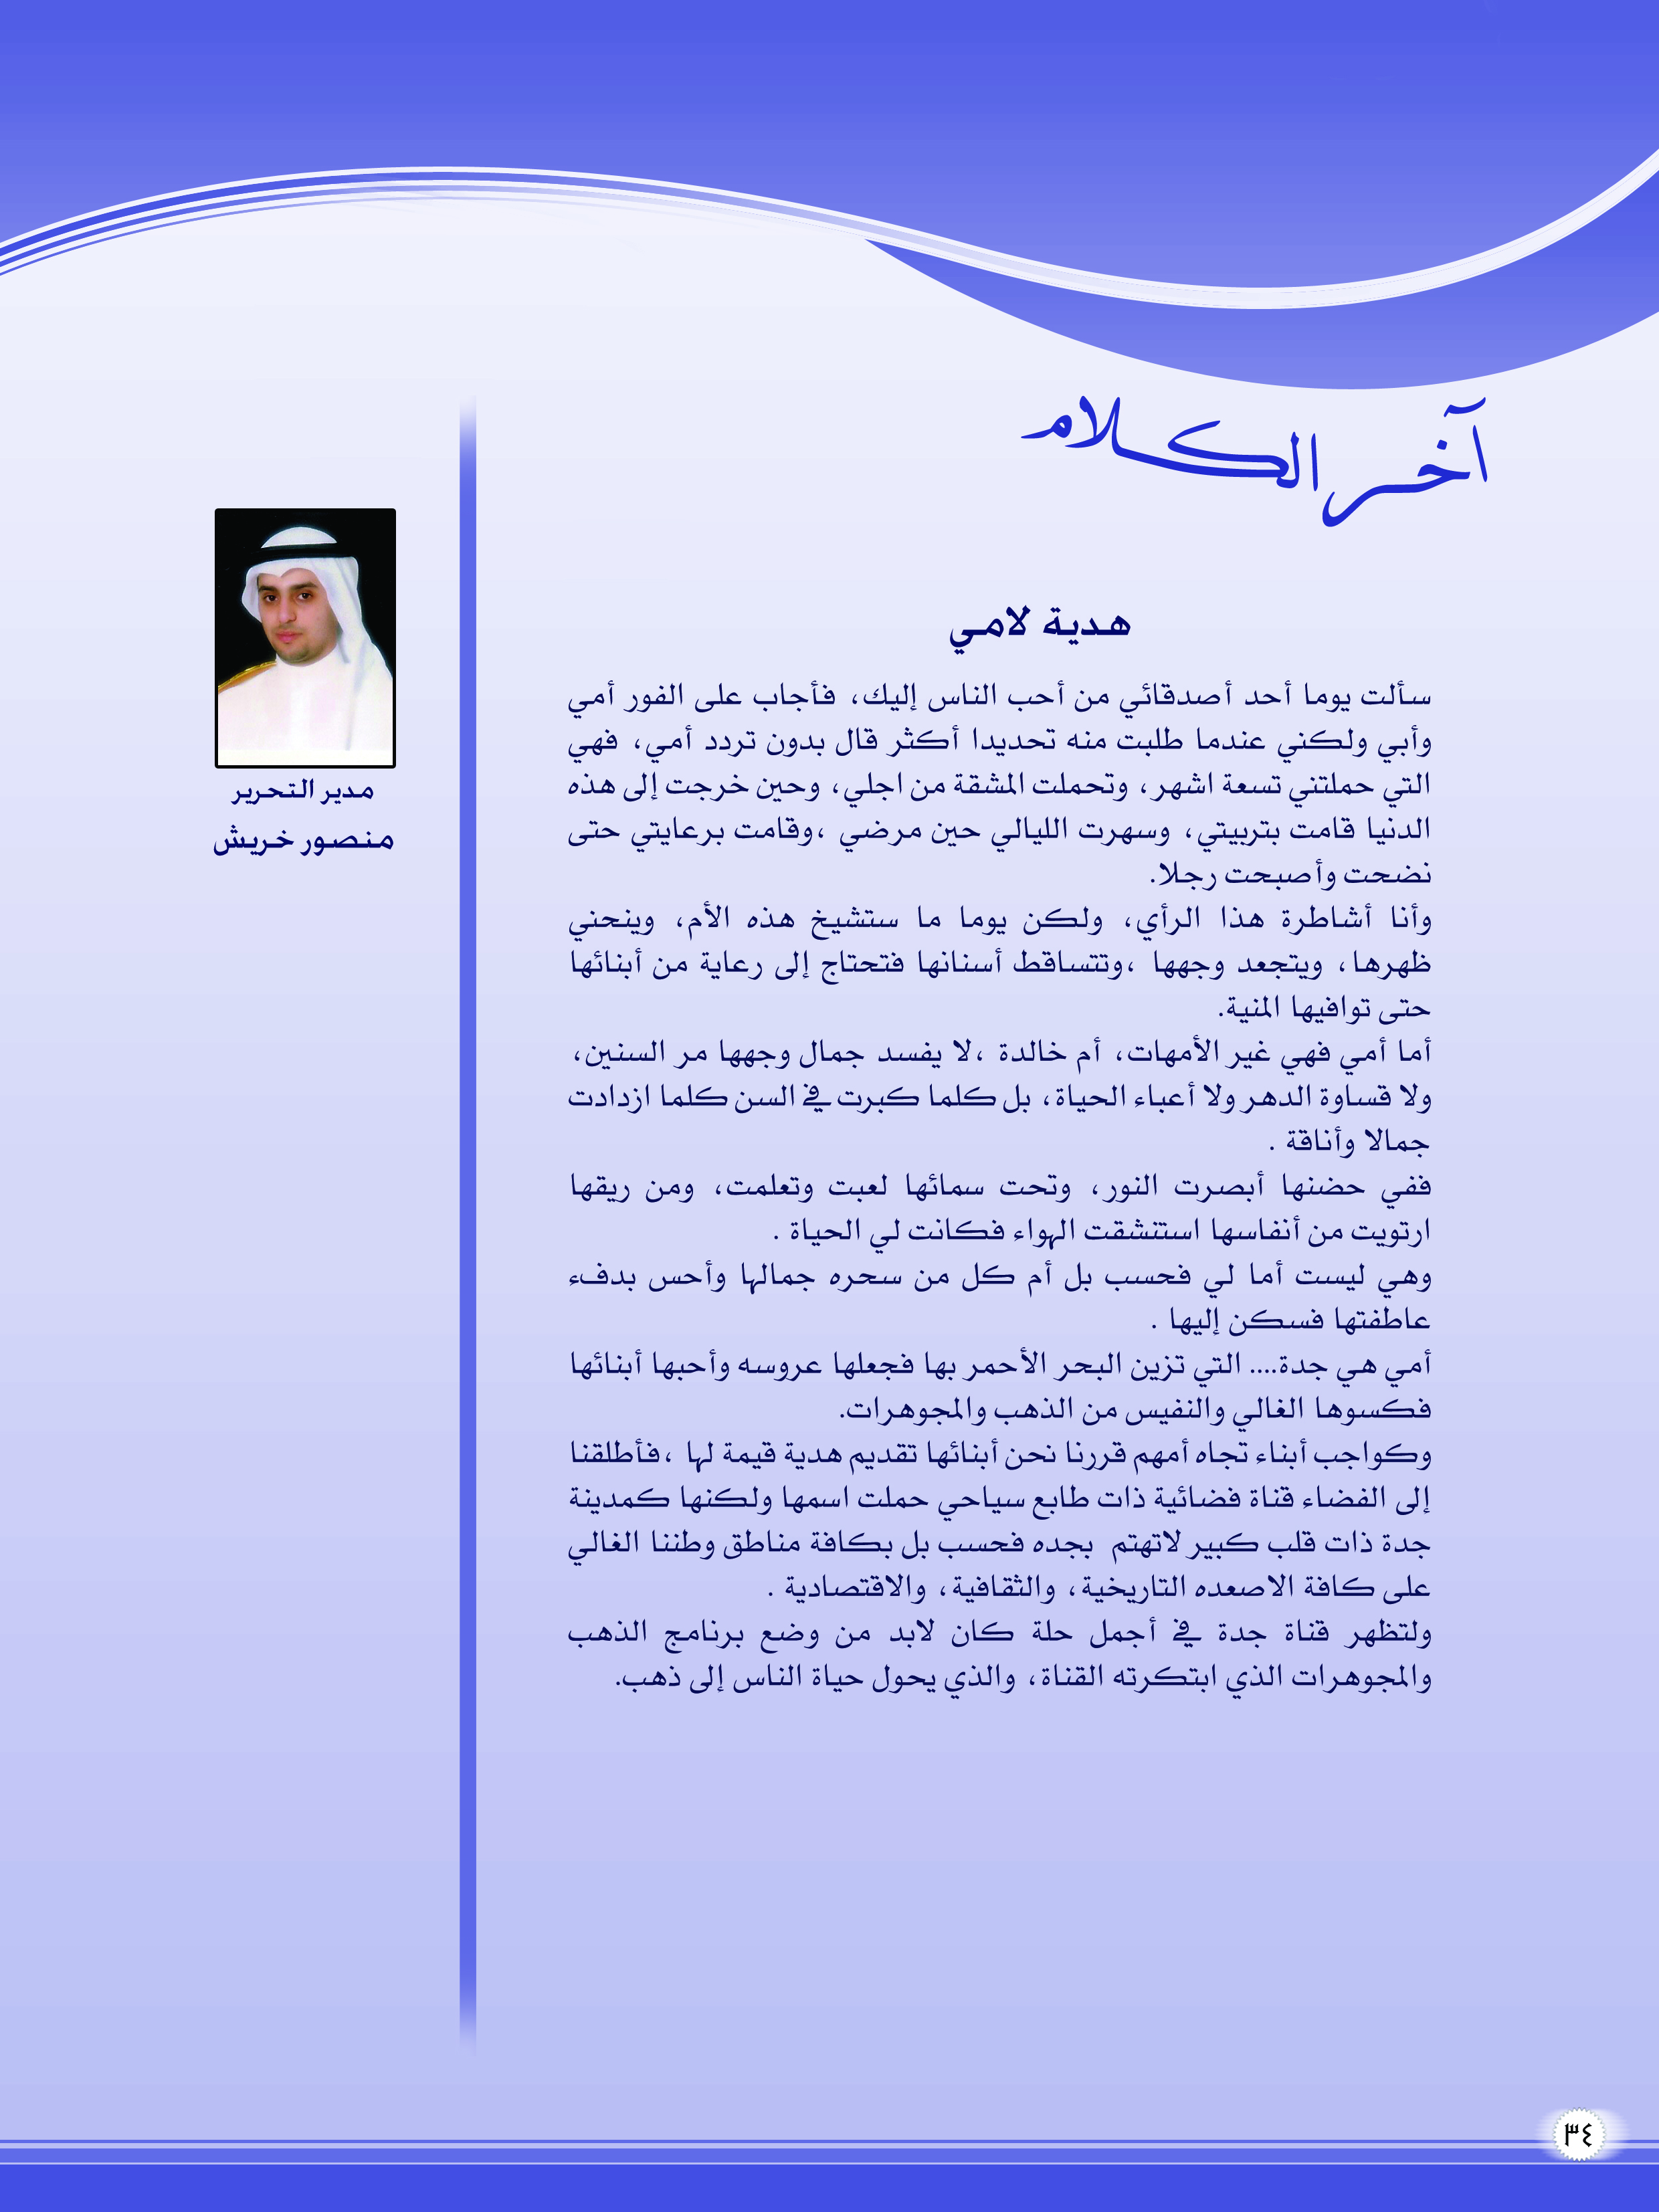 آخر الكلام
هدية لامي
سألت يوما أحد أصدقائي من أحب الناس إليك، فأجاب على الفور أمي
وأبي ولكني عندما طلبت منه تحديدا أكثر قال بدون تردد أمي، فهي
التي حملتني تسعة اشهر، وتحملت المشقة من اجلي، وحين خرجت إلى هذه
الدنيا قامت بتربيتي، وسهرت الليالي حين مرضي ،وقامت برعايتي حتى
نضحت وأصبحت رجلا.
وأنا أشاطرة هذا الرأي، ولكن يوما ما ستشيخ هذه الأم، وينحني
ظهرها، ويتجعد وجهها ،وتتساقط أسنانها فتحتاج إلى رعاية من أبنائها
حتى توافيها المنية.
أما أمي فهي غير الأمهات، أم خالدة ،لا يفسد جمال وجهها مر السنين،
ولا قساوة الدهر ولا أعباء الحياة، بل كلما كبرت في السن كلما ازدادت
جمالا وأناقة .
ففي حضنها أبصرت النور، وتحت سمائها لعبت وتعلمت، ومن ريقها
ارتويت من أنفاسها استنشقت الهواء فكانت لي الحياة .
وهي ليست أما لي فحسب بل أم كل من سحره جمالها وأحس بدفء
عاطفتها فسكن إليها .
أمي هي جدة.... التي تزين البحر الأحمر بها فجعلها عروسه وأحبها أبنائها
فكسوها الغالي والنفيس من الذهب والمجوهرات.
وكواجب أبناء تجاه أمهم قررنا نحن أبنائها تقديم هدية قيمة لها ،فأطلقنا
إلى الفضاء قناة فضائية ذات طابع سياحي حملت اسمها ولكنها كمدينة
جدة ذات قلب كبير لاتهتم بجده فحسب بل بكافة مناطق وطننا الغالي
على كافة الاصعده التاريخية، والثقافية، والاقتصادية .
ولتظهر قناة جدة في أجمل حلة كان لابد من وضع برنامج الذهب
والمجوهرات الذي ابتكرته القناة، والذي يحول حياة الناس إلى ذهب.
مدير التحرير
منصور خريش
٣٤